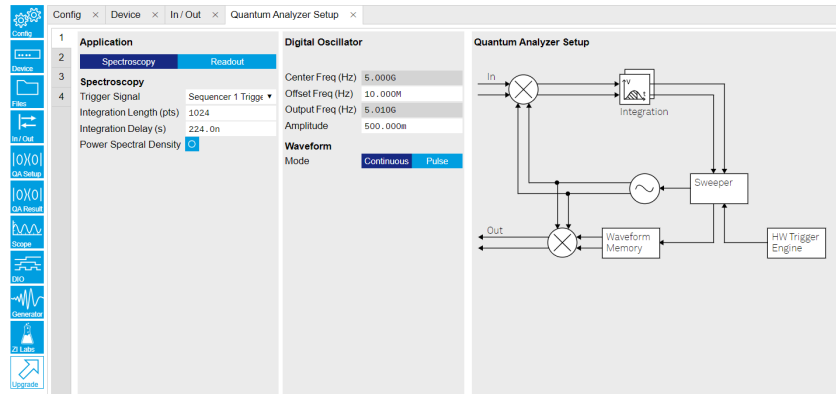 Config × Device × In / Out × Quantum Analyzer Setup ×
Config
Device
Files
In / Out
QA Setup
QA Result
Scope
DIO
Generator
ZI Labs
Upgrade
1
2
3
4
Application
Spectroscopy Readout
Spectroscopy
Trigger Signal Sequencer 1 Trigge
Integration Length (pts) 1024
Integration Delay (s) 224.0n
Power Spectral Density
Digital Oscillator
Center Freq (Hz) 5.000G
Offset Freq (Hz) 10.000M
Output Freq (Hz) 5.010G
Amplitude 500.000m
Waveform
Mode Continuous Pulse
Quantum Analyzer Setup
In
V
t
Integration
Sweeper
Out
Waveform
Memory
HW Trigger
Engine